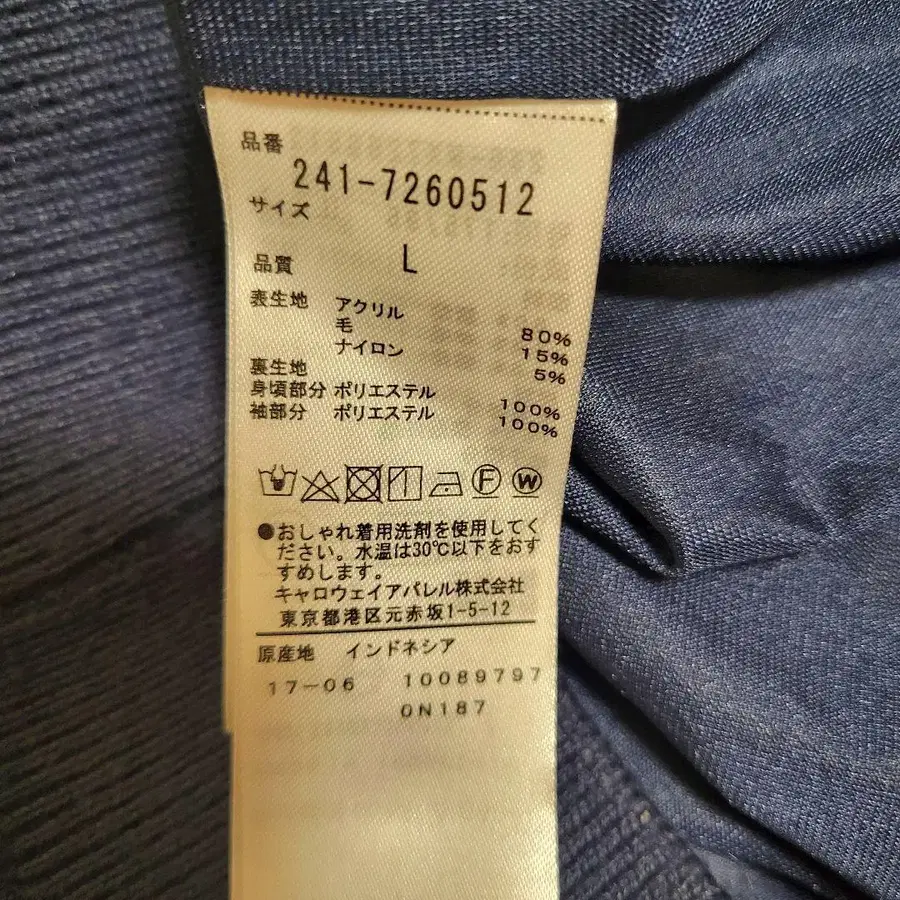 品番
241-7260512
サイズ
L
品質
表生地 アクリル 80%
毛 15%
ナイロン 5%
裏生地
身頃部分 ポリエステル 100%
袖部分 ポリエステル 100%
F W
●おしゃれ着用洗剤を使用してく
ださい。水温は30℃以下をおす
すめします。
キャロウェイアパレル株式会社
東京都港区元赤坂1-5-12
原産地 インドネシア
17-06 10089797
0N187